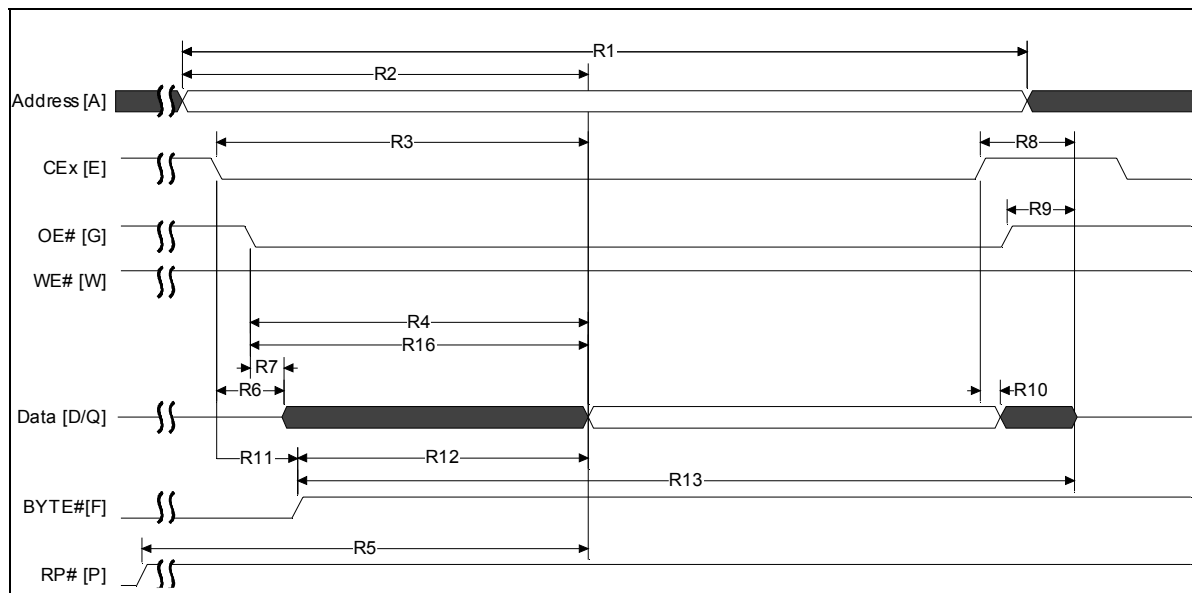 R1
R2
Address [A]
R3
R8
CEx [E]
R9
OE# [G]
WE# [W]
R4
R16
R7
R6
R10
Data [D/Q]
R11
R12
R13
BYTE#[F]
R5
RP# [P]